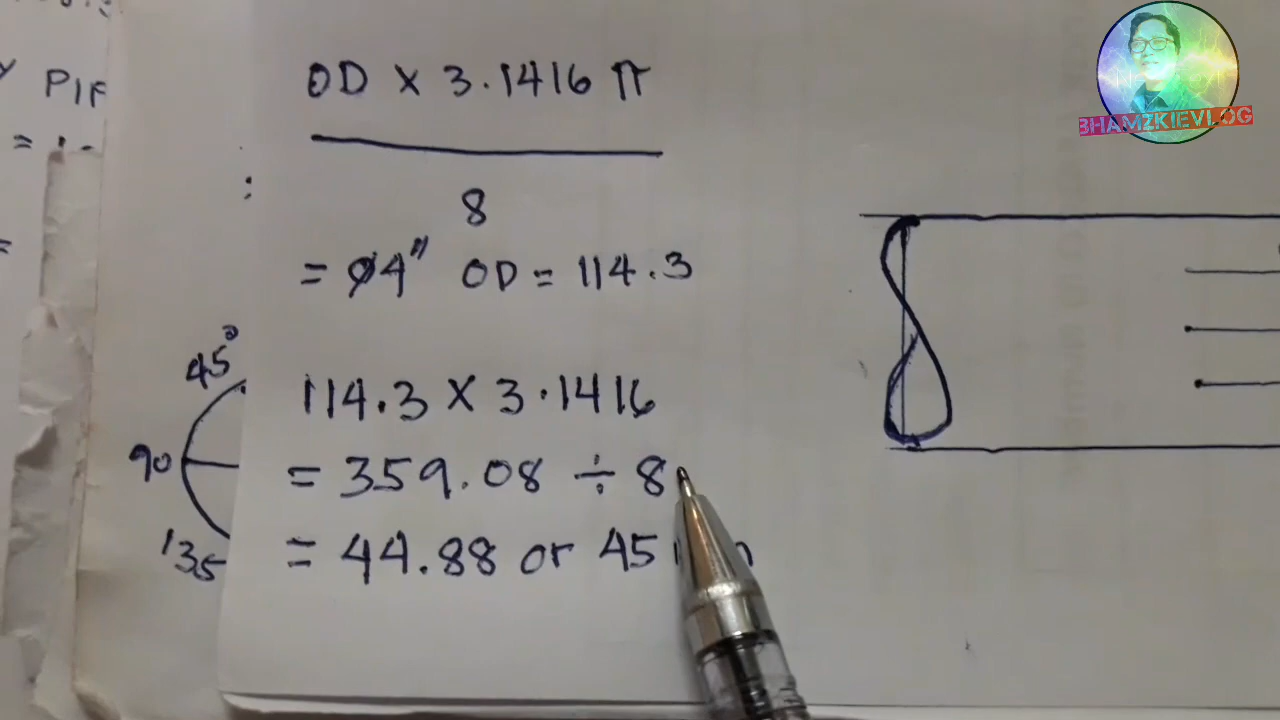 OD X 3.1416 π
8
= Ø4" OD = 114.3
114.3 X 3.1416
= 359.08 ÷ 8
= 44.88 or 45
45°
90
135
PIP
BHAMZKIEVLOG